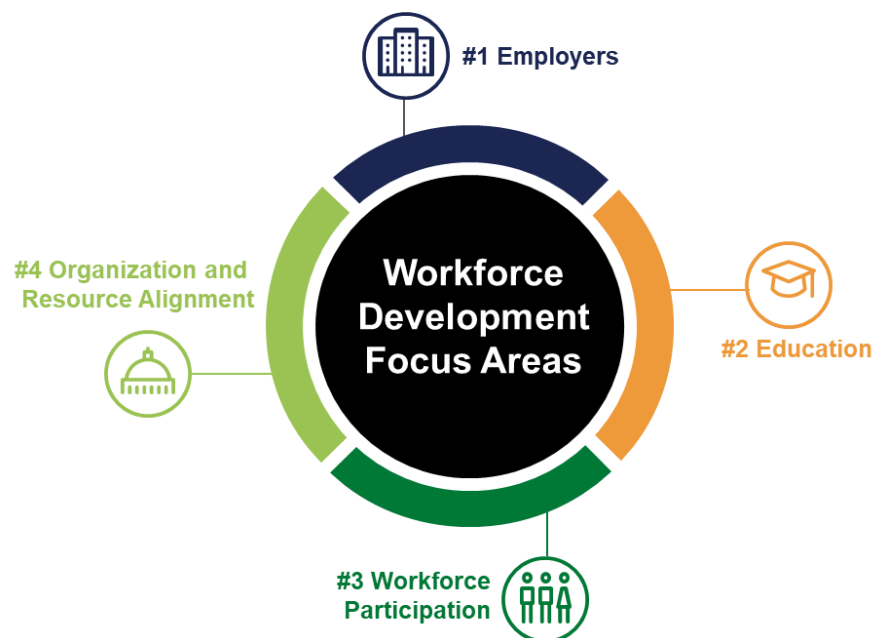 #1 Employers
Workforce
Development
Focus Areas
#2 Education
#3 Workforce
Participation
#4 Organization and
Resource Alignment